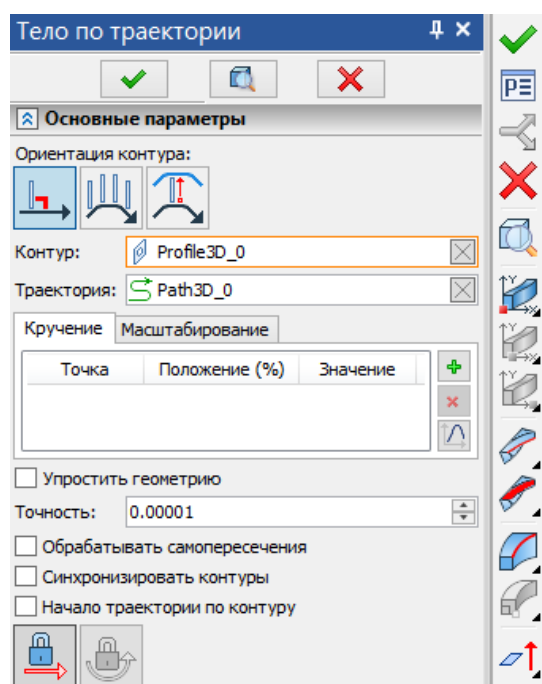 Тело по траектории
Основные параметры
Ориентация контура:
Контур: Profile3D_0
Траектория: Path3D_0
Кручение Масштабирование
Точка Положение (%) Значение
Упростить геометрию
Точность: 0.00001
Обрабатывать самопересечения
Синхронизировать контуры
Начало траектории по контуру